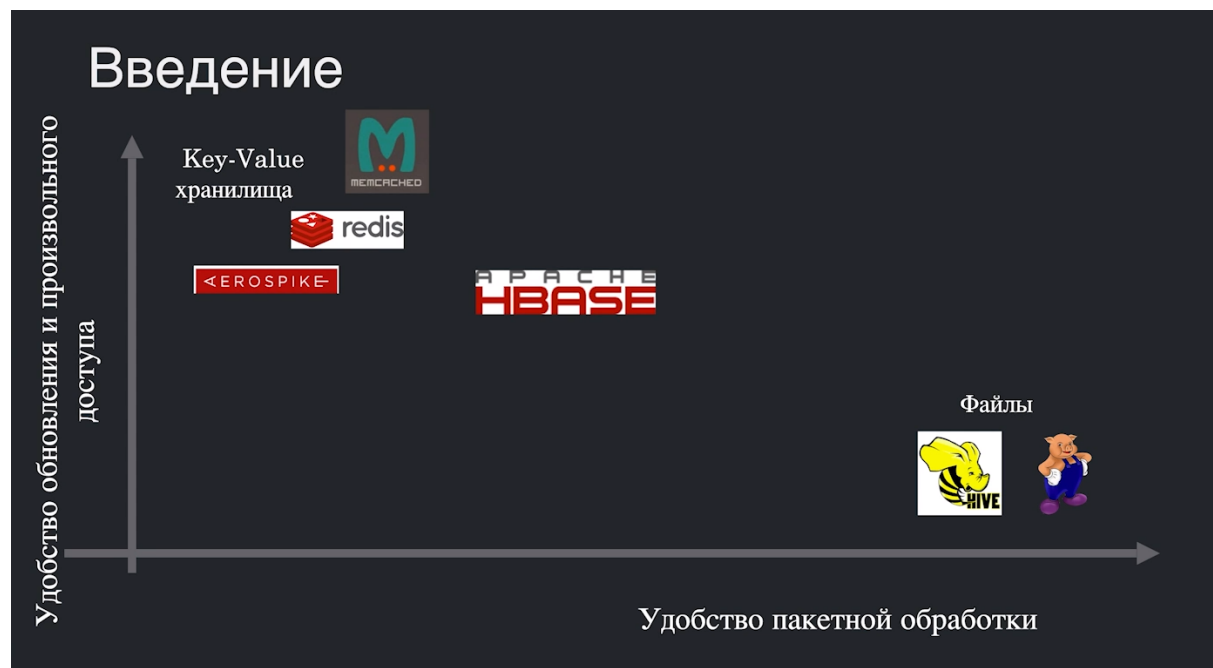 Введение
Удобство обновления и произвольного
доступа
Key-Value
хранилища
MEMCACHED
redis
AEROSPIKE
APACHE
HBASE
Файлы
HIVE
Удобство пакетной обработки